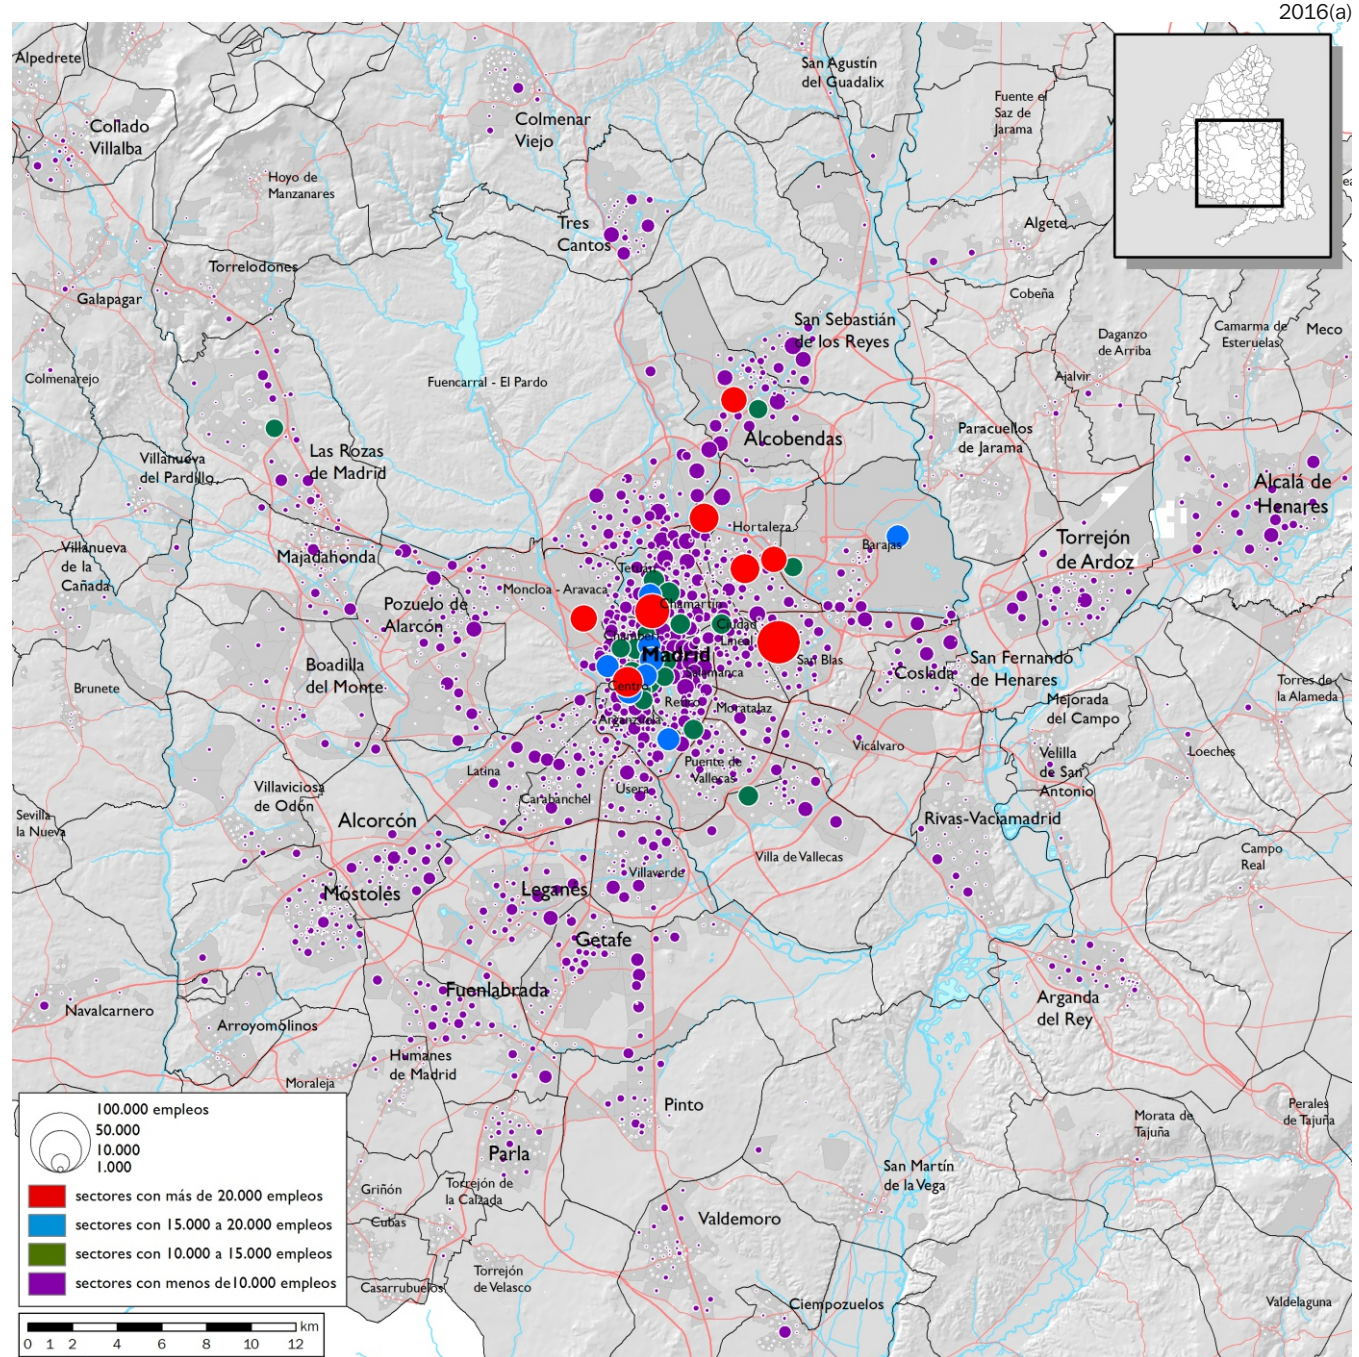 2016(a)
Alpedrete
San Agustín
del Guadalix
Collado
Villalba
Colmenar
Viejo
Fuente el
Saz de
Jarama
Hoyo de
Manzanares
Tres
Cantos
Algete
Torrelodones
Galapagar
Cobeña
San Sebastián
de los Reyes
Daganzo
de Arriba
Camarma de
Esteruelas
Meco
Colmenarejo
Fuencarral - El Pardo
Ajalvir
Alcobendas
Paracuellos
de Jarama
Las Rozas
de Madrid
Villanueva
del Pardillo
Alcalá de
Henares
Hortaleza
Barajas
Torrejón
de Ardoz
Villanueva
de la
Cañada
Majadahonda
Tetuán
Moncloa - Aravaca
Chamartín
Pozuelo de
Alarcón
Ciudad
Lineal
Chamberí
Madrid
San Blas
Salamanca
Coslada
San Fernando
de Henares
Boadilla
del Monte
Centro
Brunete
Torres de
la Alameda
Retiro
Moratalaz
Mejorada
del Campo
Arganzuela
Vicálvaro
Loeches
Velilla
de San
Antonio
Latina
Puente de
Vallecas
Villaviciosa
de Odón
Usera
Carabanchel
Sevilla
la Nueva
Alcorcón
Rivas-Vaciamadrid
Campo
Real
Villa de Vallecas
Villaverde
Móstoles
Leganés
Getafe
Fuenlabrada
Arganda
del Rey
Navalcarnero
Arroyomolinos
Humanes
de Madrid
Moraleja
Pinto
Morata de
Tajuña
Perales
de Tajuña
Parla
San Martín
de la Vega
Griñón
Torrejón de
la Calzada
Cubas
Valdemoro
Torrejón
de Velasco
Casarrubuelos
Ciempozuelos
Valdelaguna
100.000 empleos
50.000
10.000
1.000
sectores con más de 20.000 empleos
sectores con 15.000 a 20.000 empleos
sectores con 10.000 a 15.000 empleos
sectores con menos de10.000 empleos
km
0 1 2 4 6 8 10 12